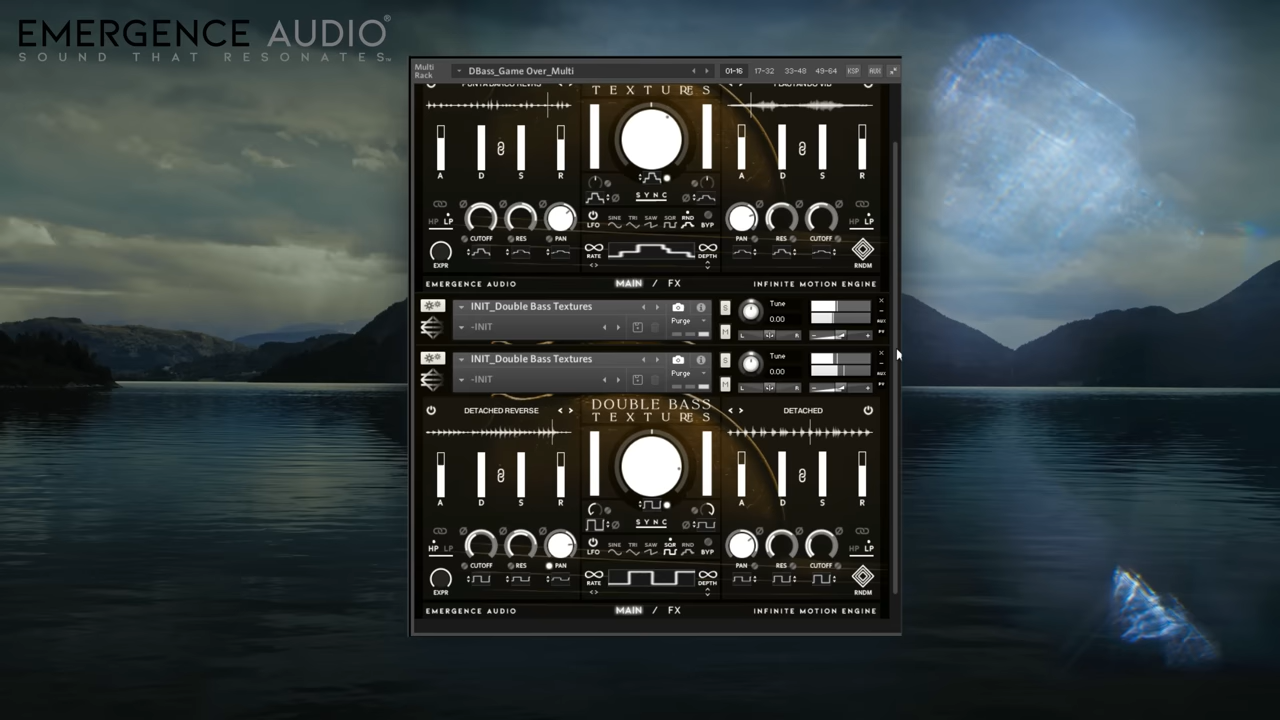 EMERGENCE AUDIO®
SOUND THAT RESONATES™
Multi Rack
DBass_Game Over_Multi
01-16 17-32 33-48 49-64 KSP AUX
TEXTURES
A D S R
A D S R
SYNC
HP LP
LFO SINE TRI SAW SQR RND BYP
HP LP
CUTOFF RES PAN
PAN RES CUTOFF
EXPR
RATE
DEPTH
RNDM
EMERGENCE AUDIO
MAIN / FX
INFINITE MOTION ENGINE
INIT_Double Bass Textures
-INIT
Purge
S
M
Tune
0.00
L R
- +
AUX
PV
INIT_Double Bass Textures
-INIT
Purge
S
M
Tune
0.00
L R
- +
AUX
PV
DETACHED REVERSE
DOUBLE BASS
TEXTURES
DETACHED
A D S R
A D S R
SYNC
HP LP
LFO SINE TRI SAW SQR RND BYP
HP LP
CUTOFF RES PAN
PAN RES CUTOFF
EXPR
RATE
DEPTH
RNDM
EMERGENCE AUDIO
MAIN / FX
INFINITE MOTION ENGINE